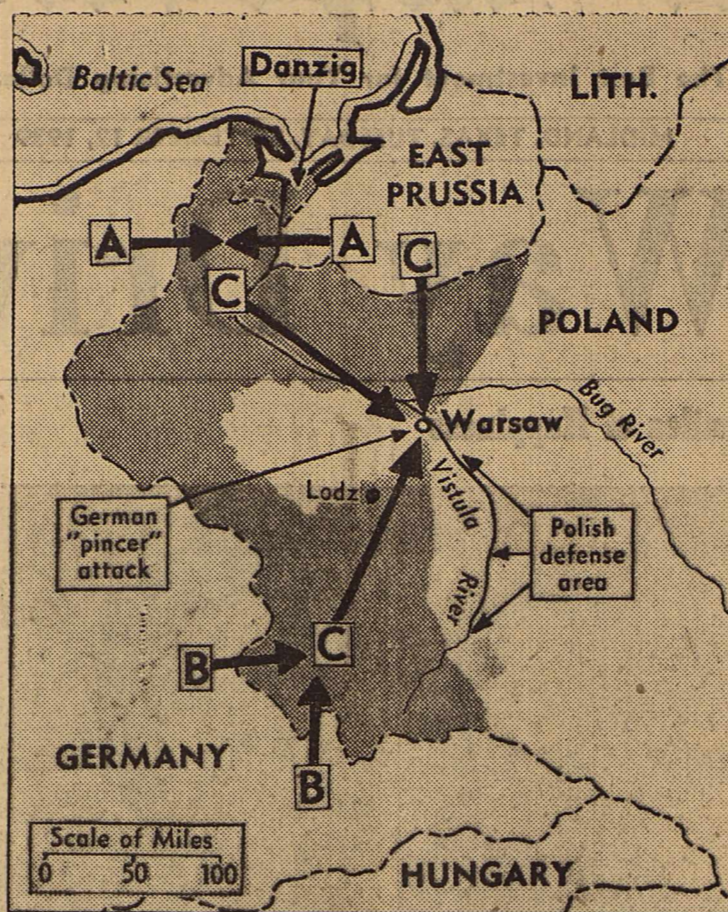 Baltic Sea
Danzig
LITH.
EAST
PRUSSIA
A
A
C
C
POLAND
Bug River
Warsaw
Vistula
River
Lodz
German
"pincer"
attack
Polish
defense
area
B
C
B
GERMANY
Scale of Miles
0 50 100
HUNGARY